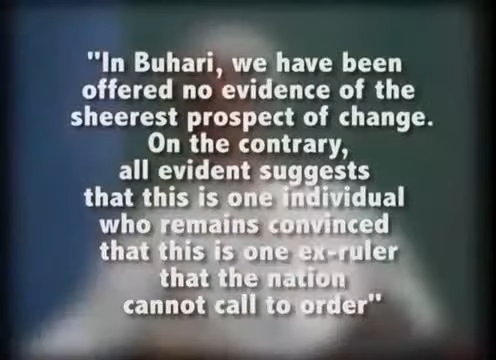 "In Buhari, we have been
offered no evidence of the
sheerest prospect of change.
On the contrary,
all evident suggests
that this is one individual
who remains convinced
that this is one ex-ruler
that the nation
cannot call to order"